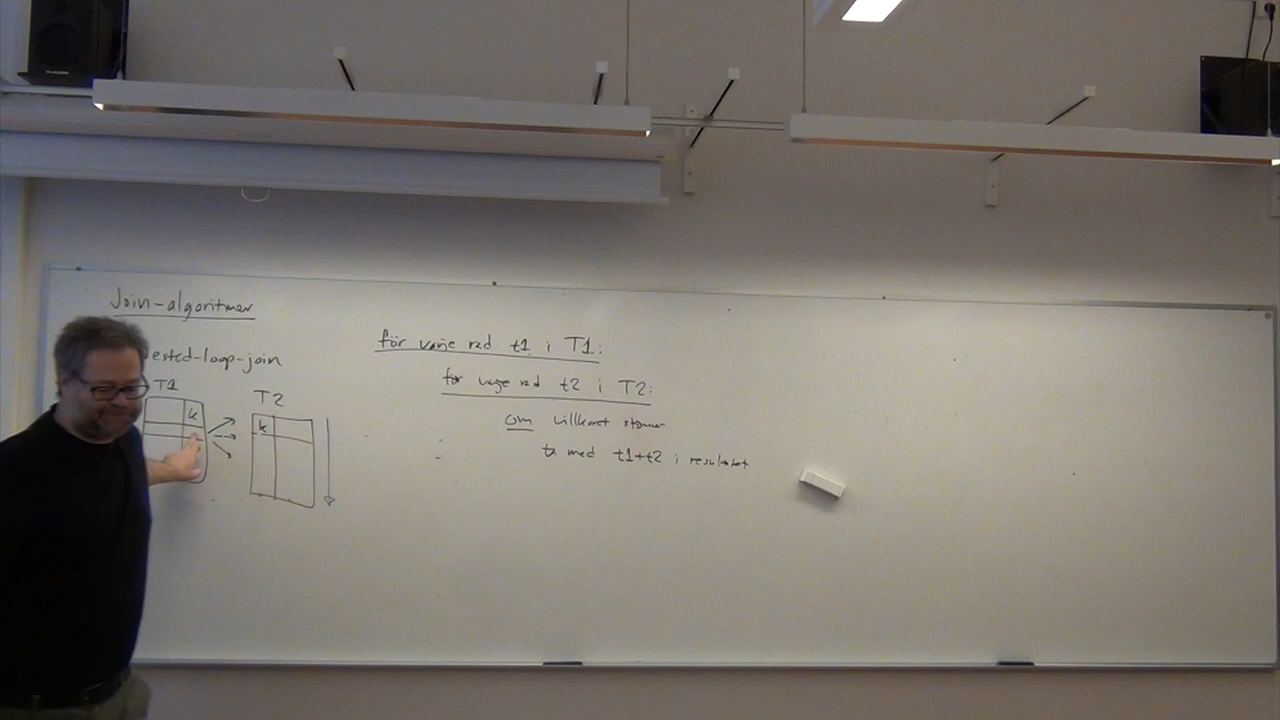 Join-algoritmer
ested-loop-join
T1
k
T2
k
för varje rad t1 i T1:
för varje rad t2 i T2:
om villkoret stämmer
ta med t1+t2 i resultatet